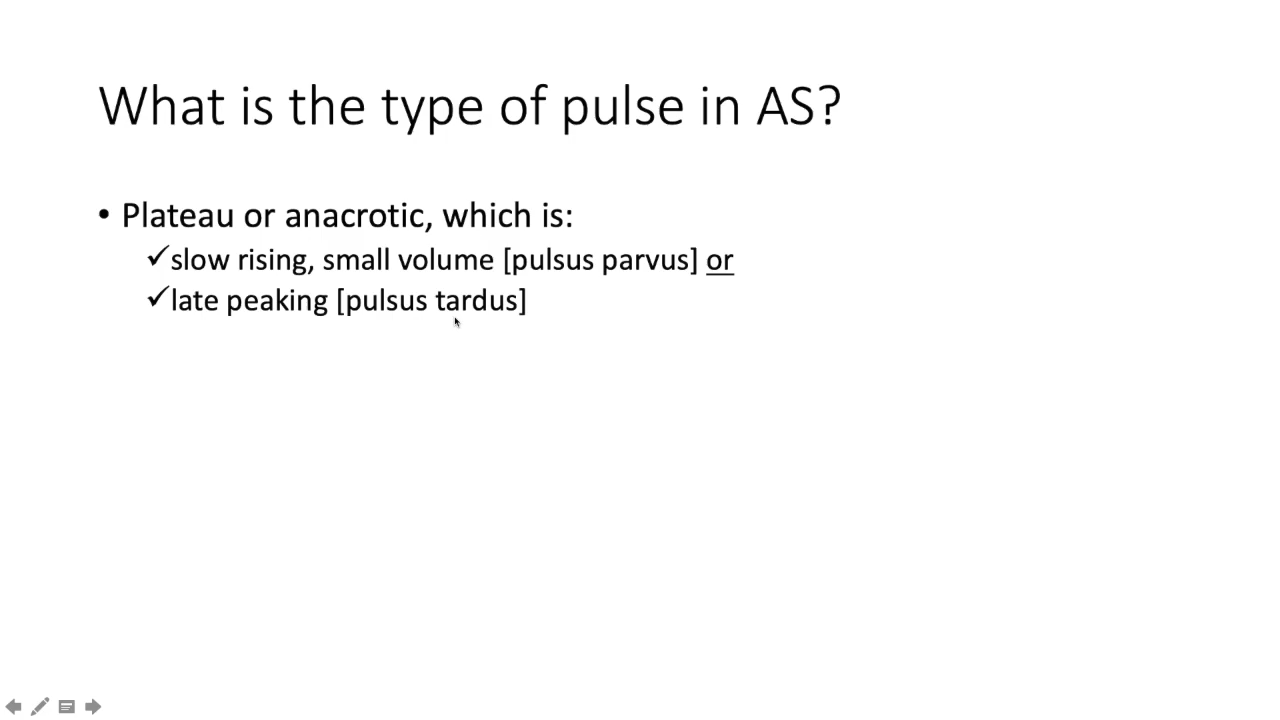 What is the type of pulse in AS?
• Plateau or anacrotic, which is:
✓slow rising, small volume [pulsus parvus] or
✓late peaking [pulsus tardus]